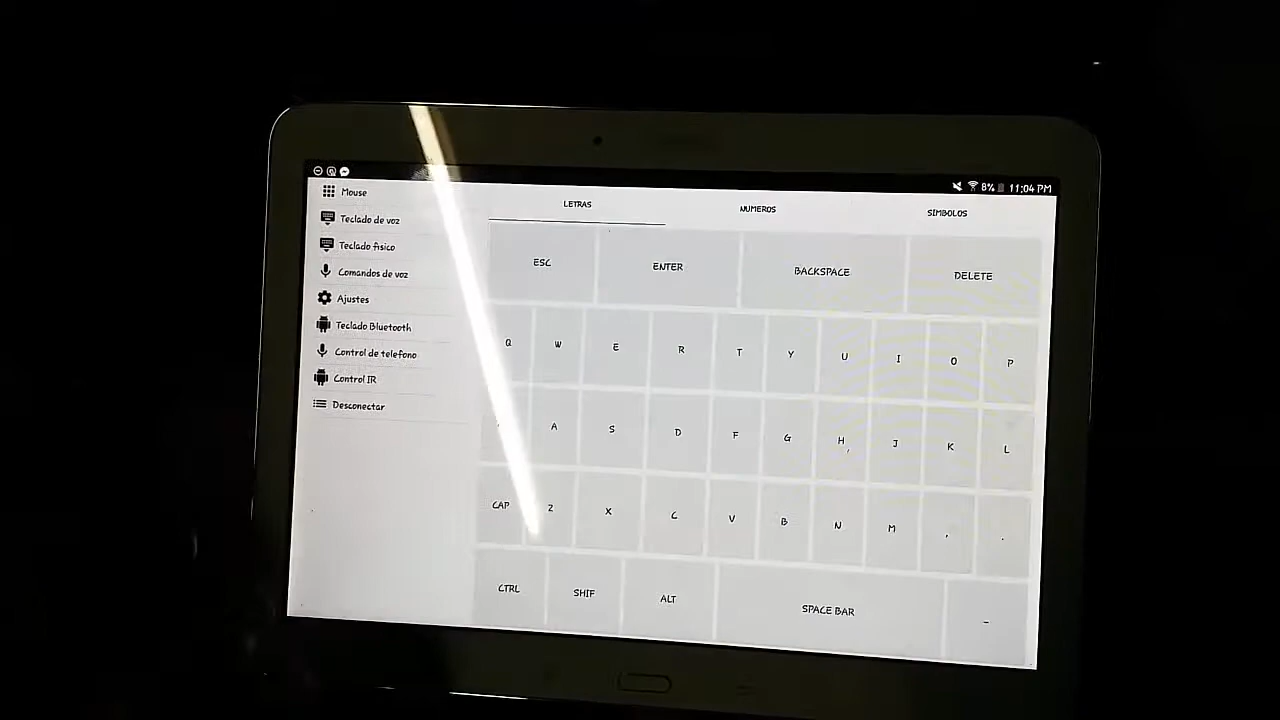 8% 11:04 PM
Mouse
Teclado de voz
Teclado fisico
Comandos de voz
Ajustes
Teclado Bluetooth
Control de telefono
Control IR
Desconectar
LETRAS NUMEROS SIMBOLOS
ESC ENTER BACKSPACE DELETE
Q W E R T Y U I O P
A S D F G H J K L
CAP Z X C V B N M , .
CTRL SHIF ALT SPACE BAR -